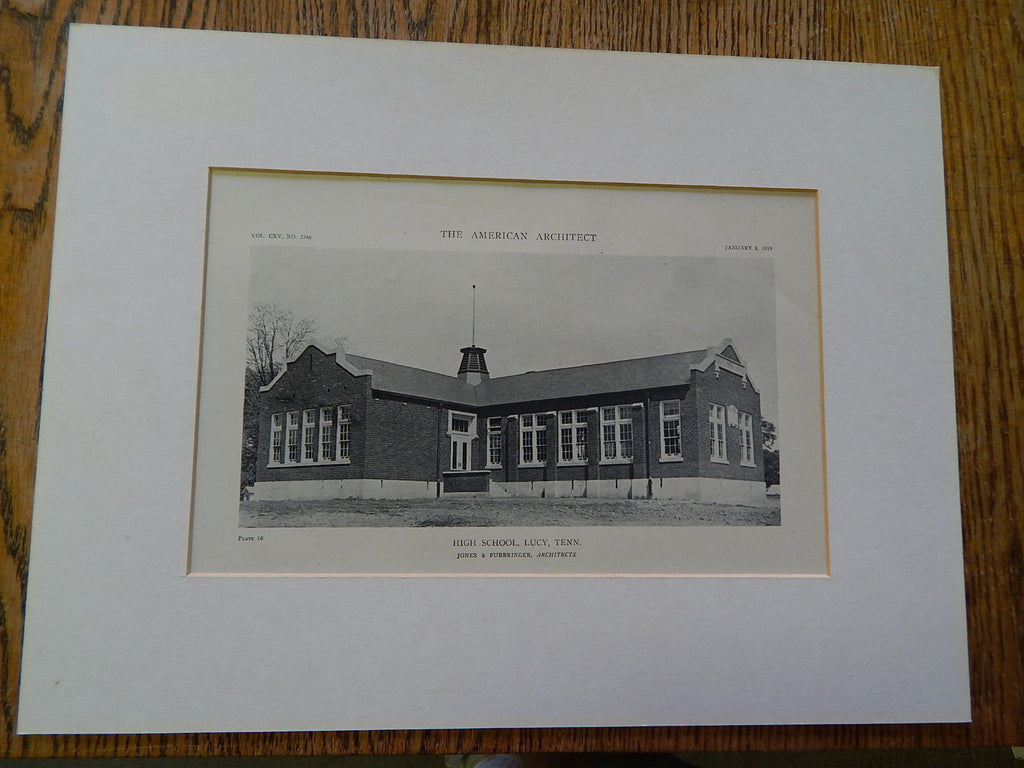 VOL. CXV, NO. 2246
THE AMERICAN ARCHITECT
JANUARY 8, 1919
PLATE 16
HIGH SCHOOL, LUCY, TENN.
JONES & FURBRINGER, ARCHITECTS